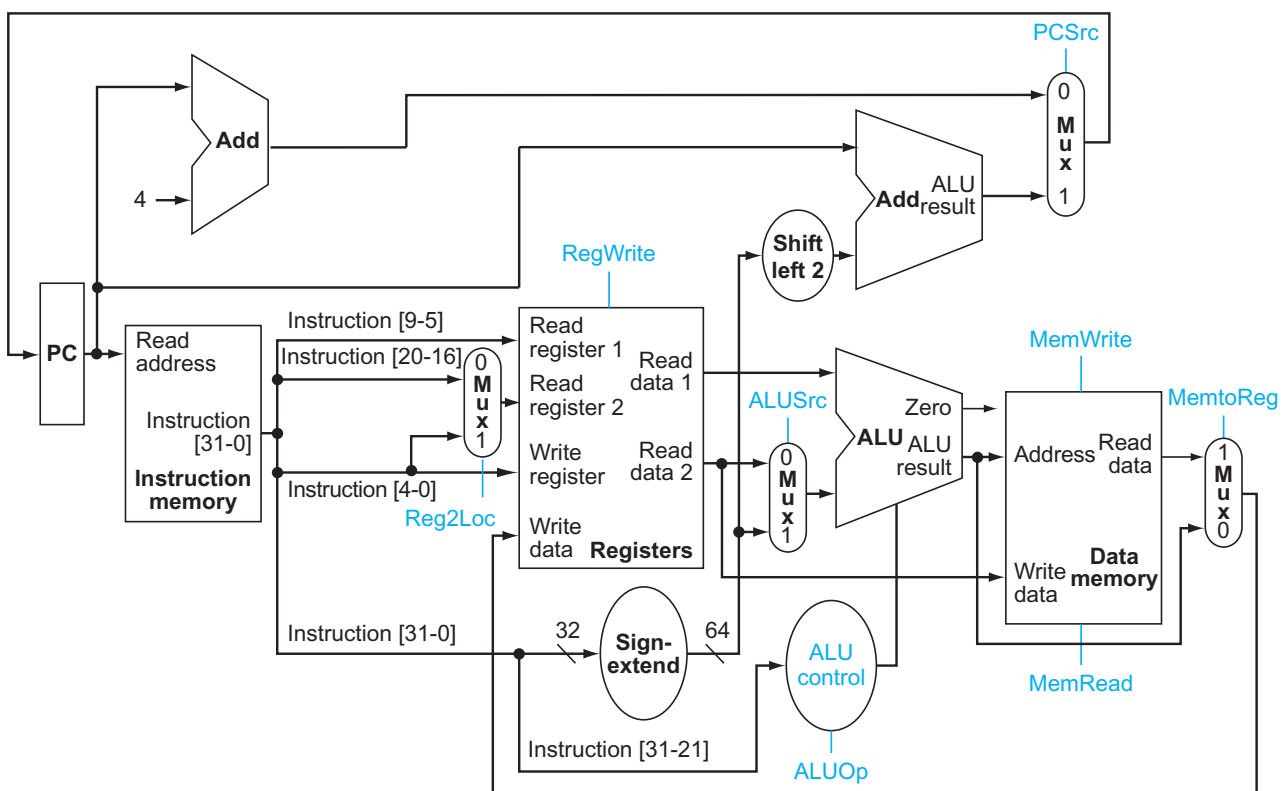 PCSrc
0
M
u
x
1
Add
4
ALU
Add result
Shift
left 2
RegWrite
PC
Read
address
Instruction
[31-0]
Instruction
memory
Instruction [9-5]
Instruction [20-16]
Instruction [4-0]
0
M
u
x
1
Reg2Loc
Read
register 1
Read
register 2
Write
register
Write
data
Read
data 1
Read
data 2
Registers
ALUSrc
0
M
u
x
1
Zero
ALU
ALU
result
MemWrite
Address
Read
data
Write
data
Data
memory
MemRead
MemtoReg
1
M
u
x
0
Instruction [31-0]
32
Sign-
extend
64
ALU
control
Instruction [31-21]
ALUOp